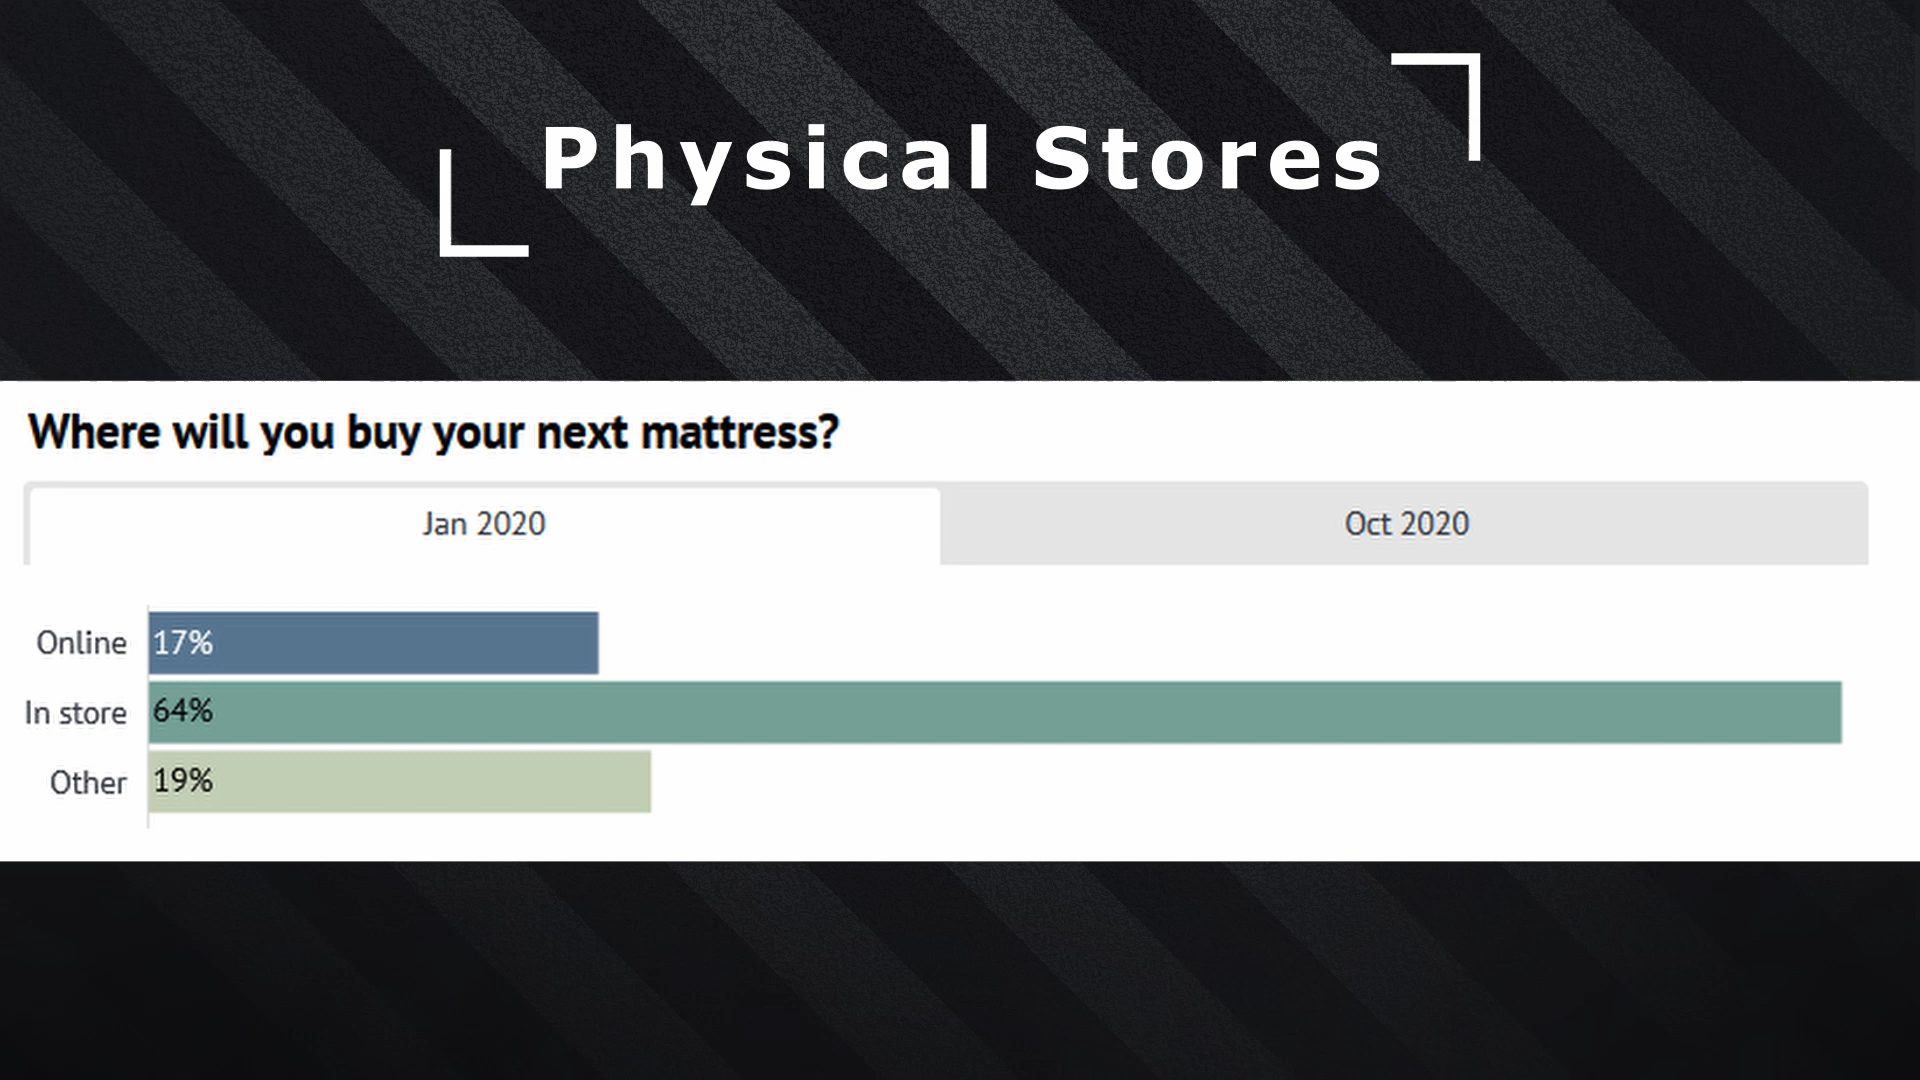 Physical Stores
Where will you buy your next mattress?
Jan 2020 Oct 2020
Online 17%
In store 64%
Other 19%